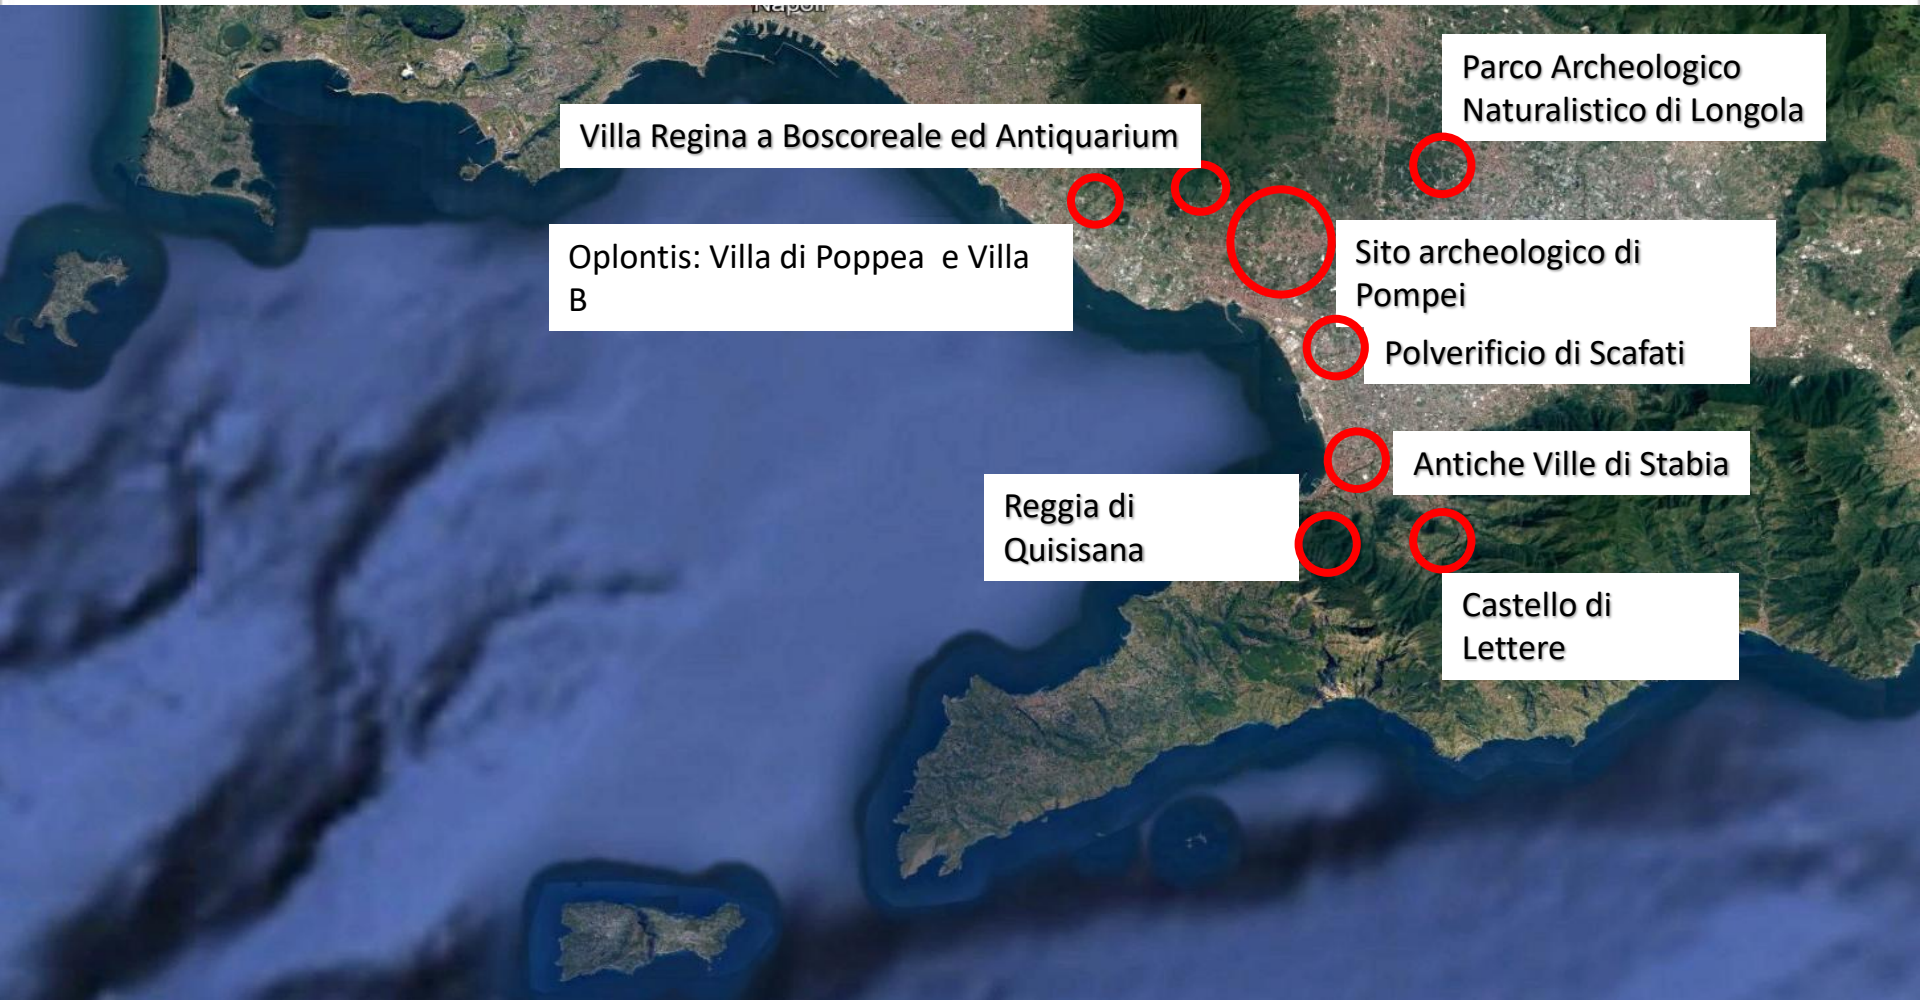 Napoli
Parco Archeologico
Naturalistico di Longola
Villa Regina a Boscoreale ed Antiquarium
Oplontis: Villa di Poppea  e Villa
B
Sito archeologico di
Pompei
Polverificio di Scafati
Antiche Ville di Stabia
Reggia di
Quisisana
Castello di
Lettere